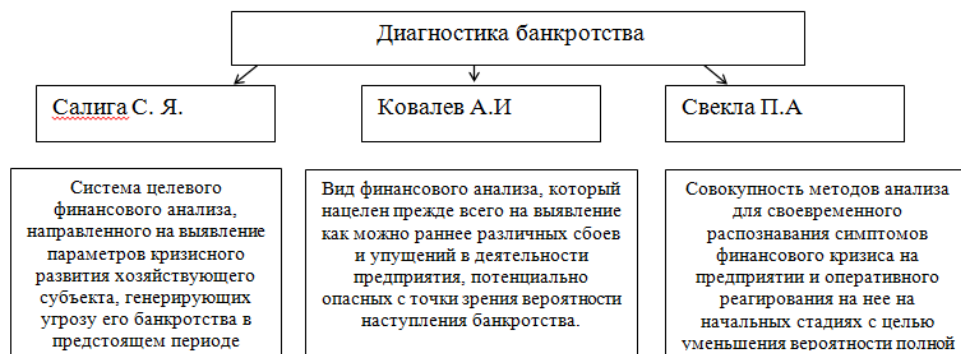 Диагностика банкротства
Салига С. Я.
Ковалев А.И
Свекла П.А
Система целевого
финансового анализа,
направленного на выявление
параметров кризисного
развития хозяйствующего
субъекта, генерирующих
угрозу его банкротства в
предстоящем периоде
Вид финансового анализа, который
нацелен прежде всего на выявление
как можно раннее различных сбоев
и упущений в деятельности
предприятия, потенциально
опасных с точки зрения вероятности
наступления банкротства.
Совокупность методов анализа
для своевременного
распознавания симптомов
финансового кризиса на
предприятии и оперативного
реагирования на нее на
начальных стадиях с целью
уменьшения вероятности полной